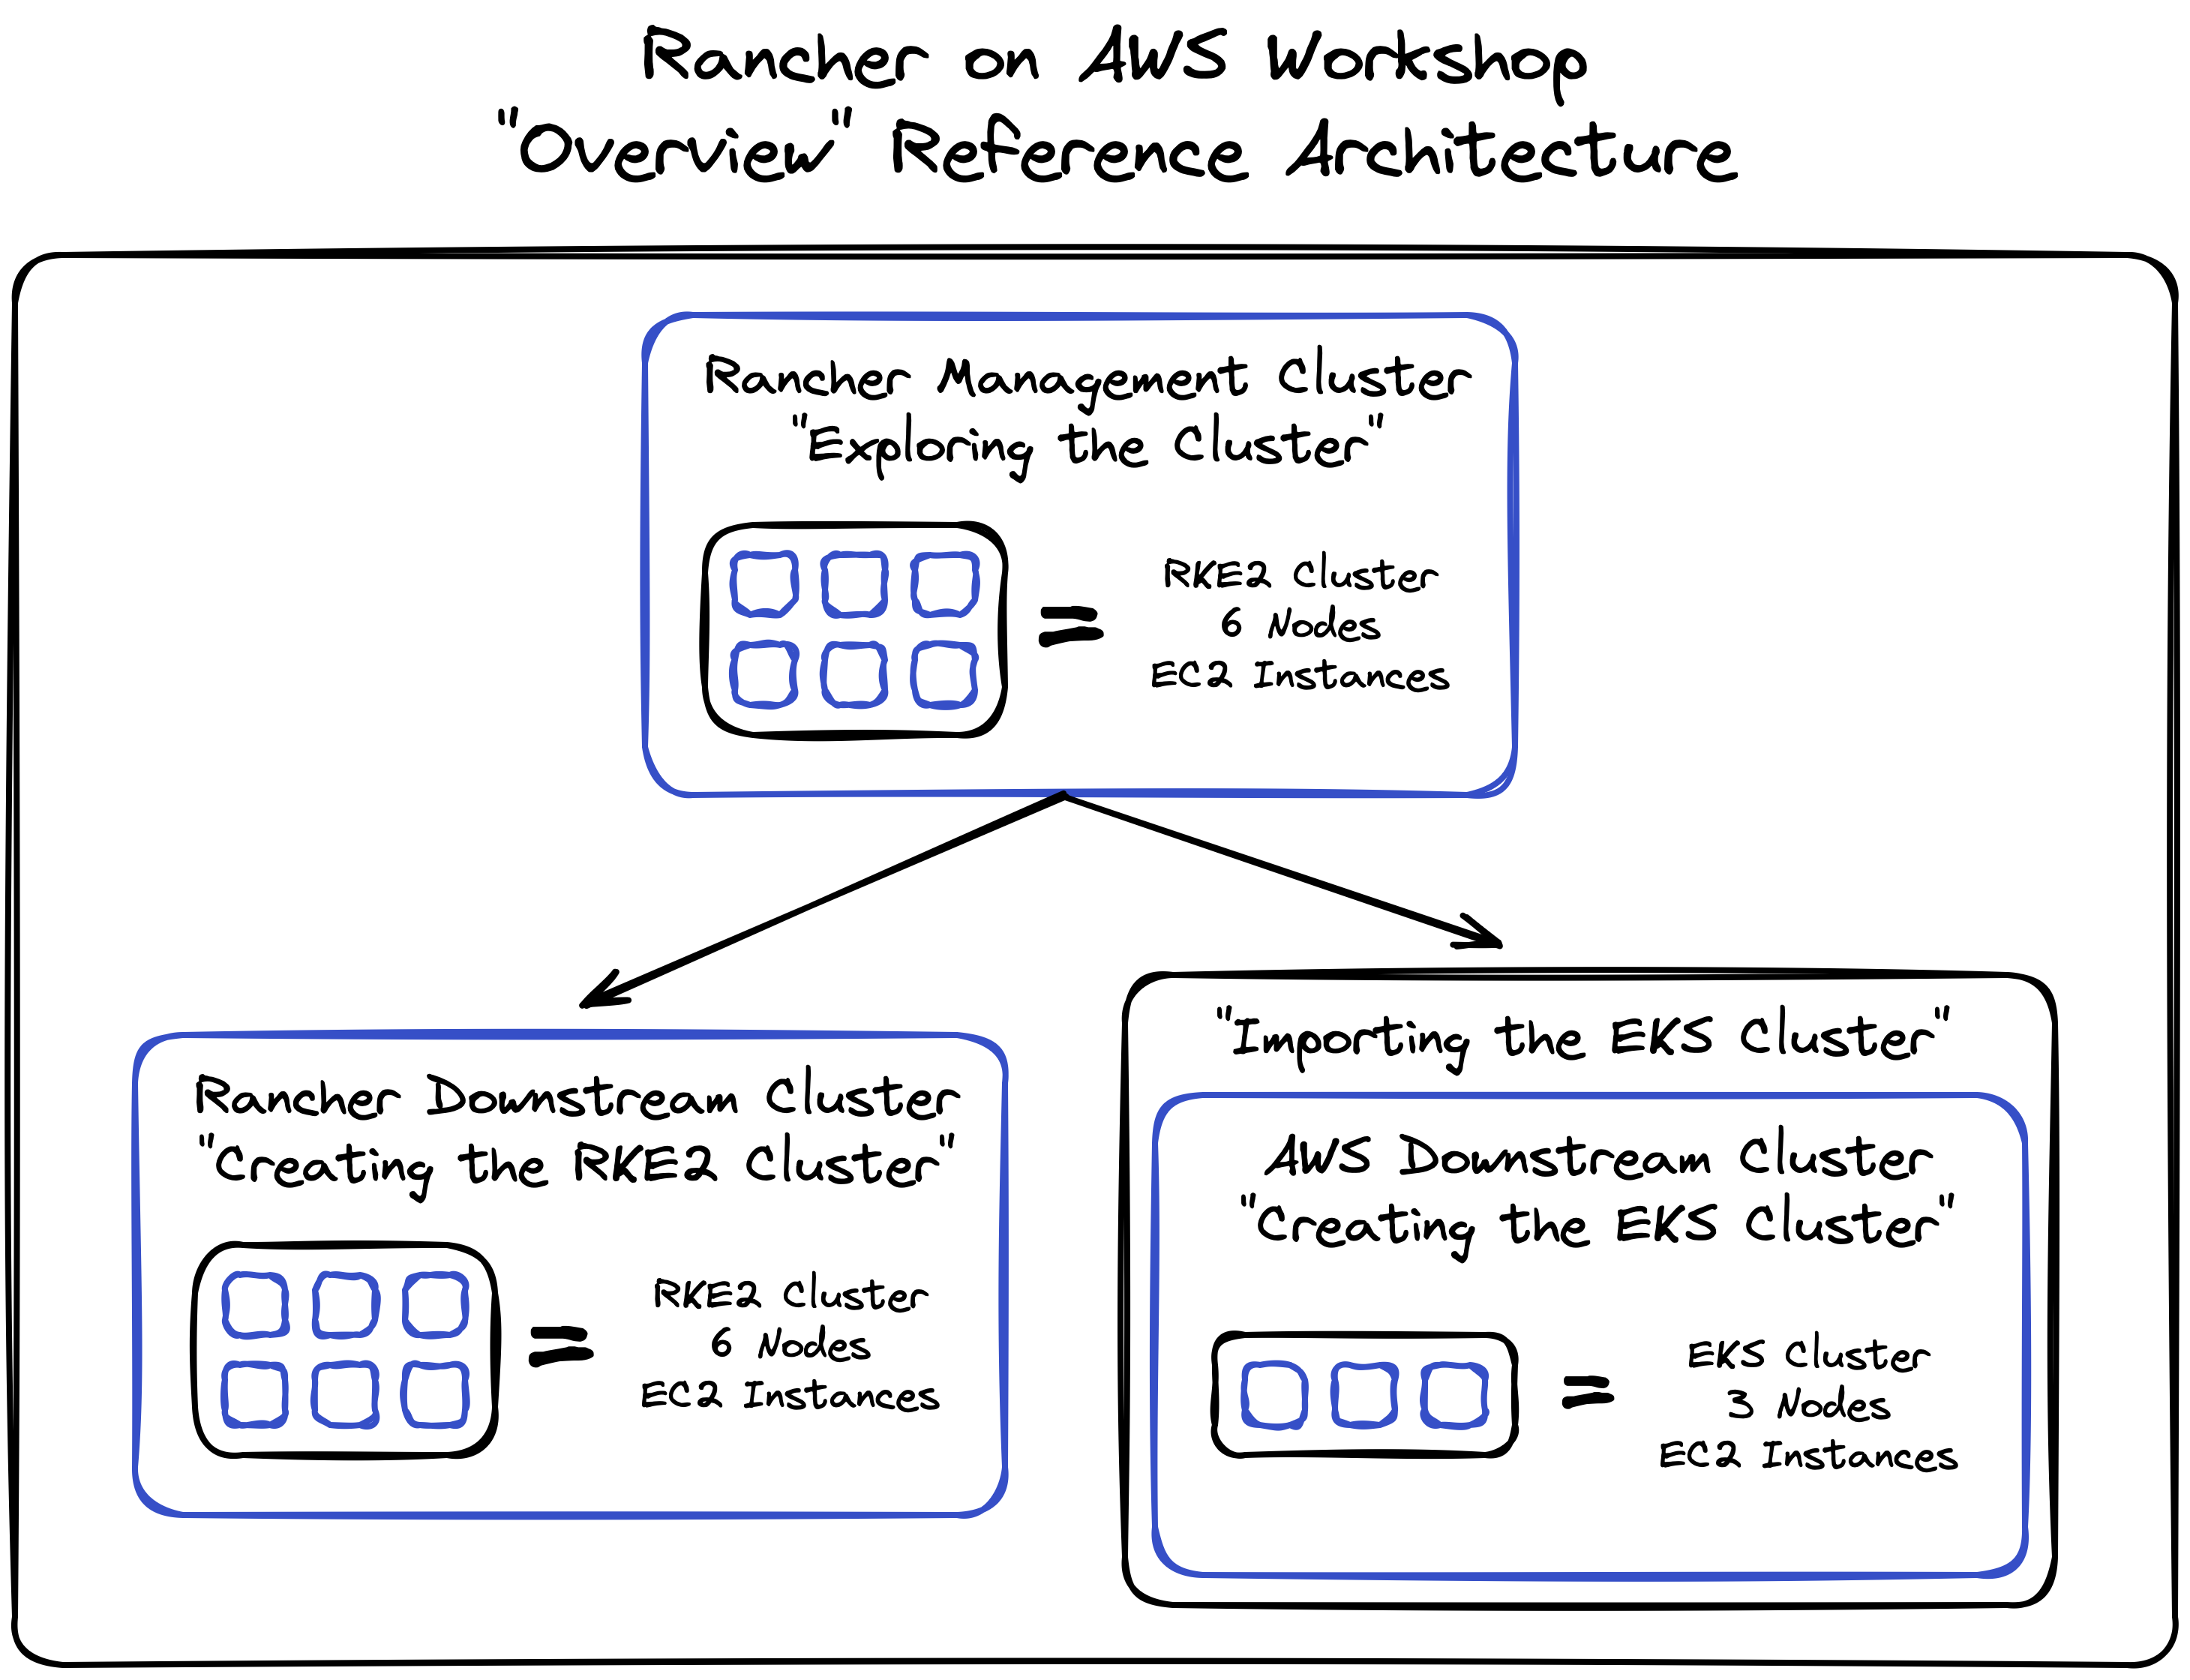 Rancher on AWS Workshop
"Overview" Reference Architecture
Rancher Management Cluster
"Exploring the Cluster"
RKE2 Cluster
6 Nodes
EC2 Instances
Rancher Downstream Cluster
"Creating the RKE2 Cluster"
RKE2 Cluster
6 Nodes
EC2 Instances
"Importing the EKS Cluster"
AWS Downstream Cluster
"Creating the EKS Cluster"
EKS Cluster
3 Nodes
EC2 Instances